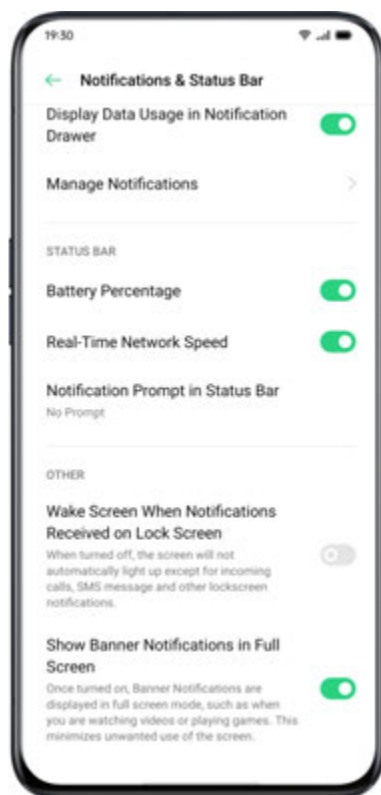 19:30
Notifications & Status Bar
Display Data Usage in Notification
Drawer
Manage Notifications
STATUS BAR
Battery Percentage
Real-Time Network Speed
Notification Prompt in Status Bar
No Prompt
OTHER
Wake Screen When Notifications
Received on Lock Screen
When turned off, the screen will not
automatically light up except for incoming
calls, SMS message and other lockscreen
notifications.
Show Banner Notifications in Full
Screen
Once turned on, Banner Notifications are
displayed in full screen mode, such as when
you are watching videos or playing games. This
minimizes unwanted use of the screen.